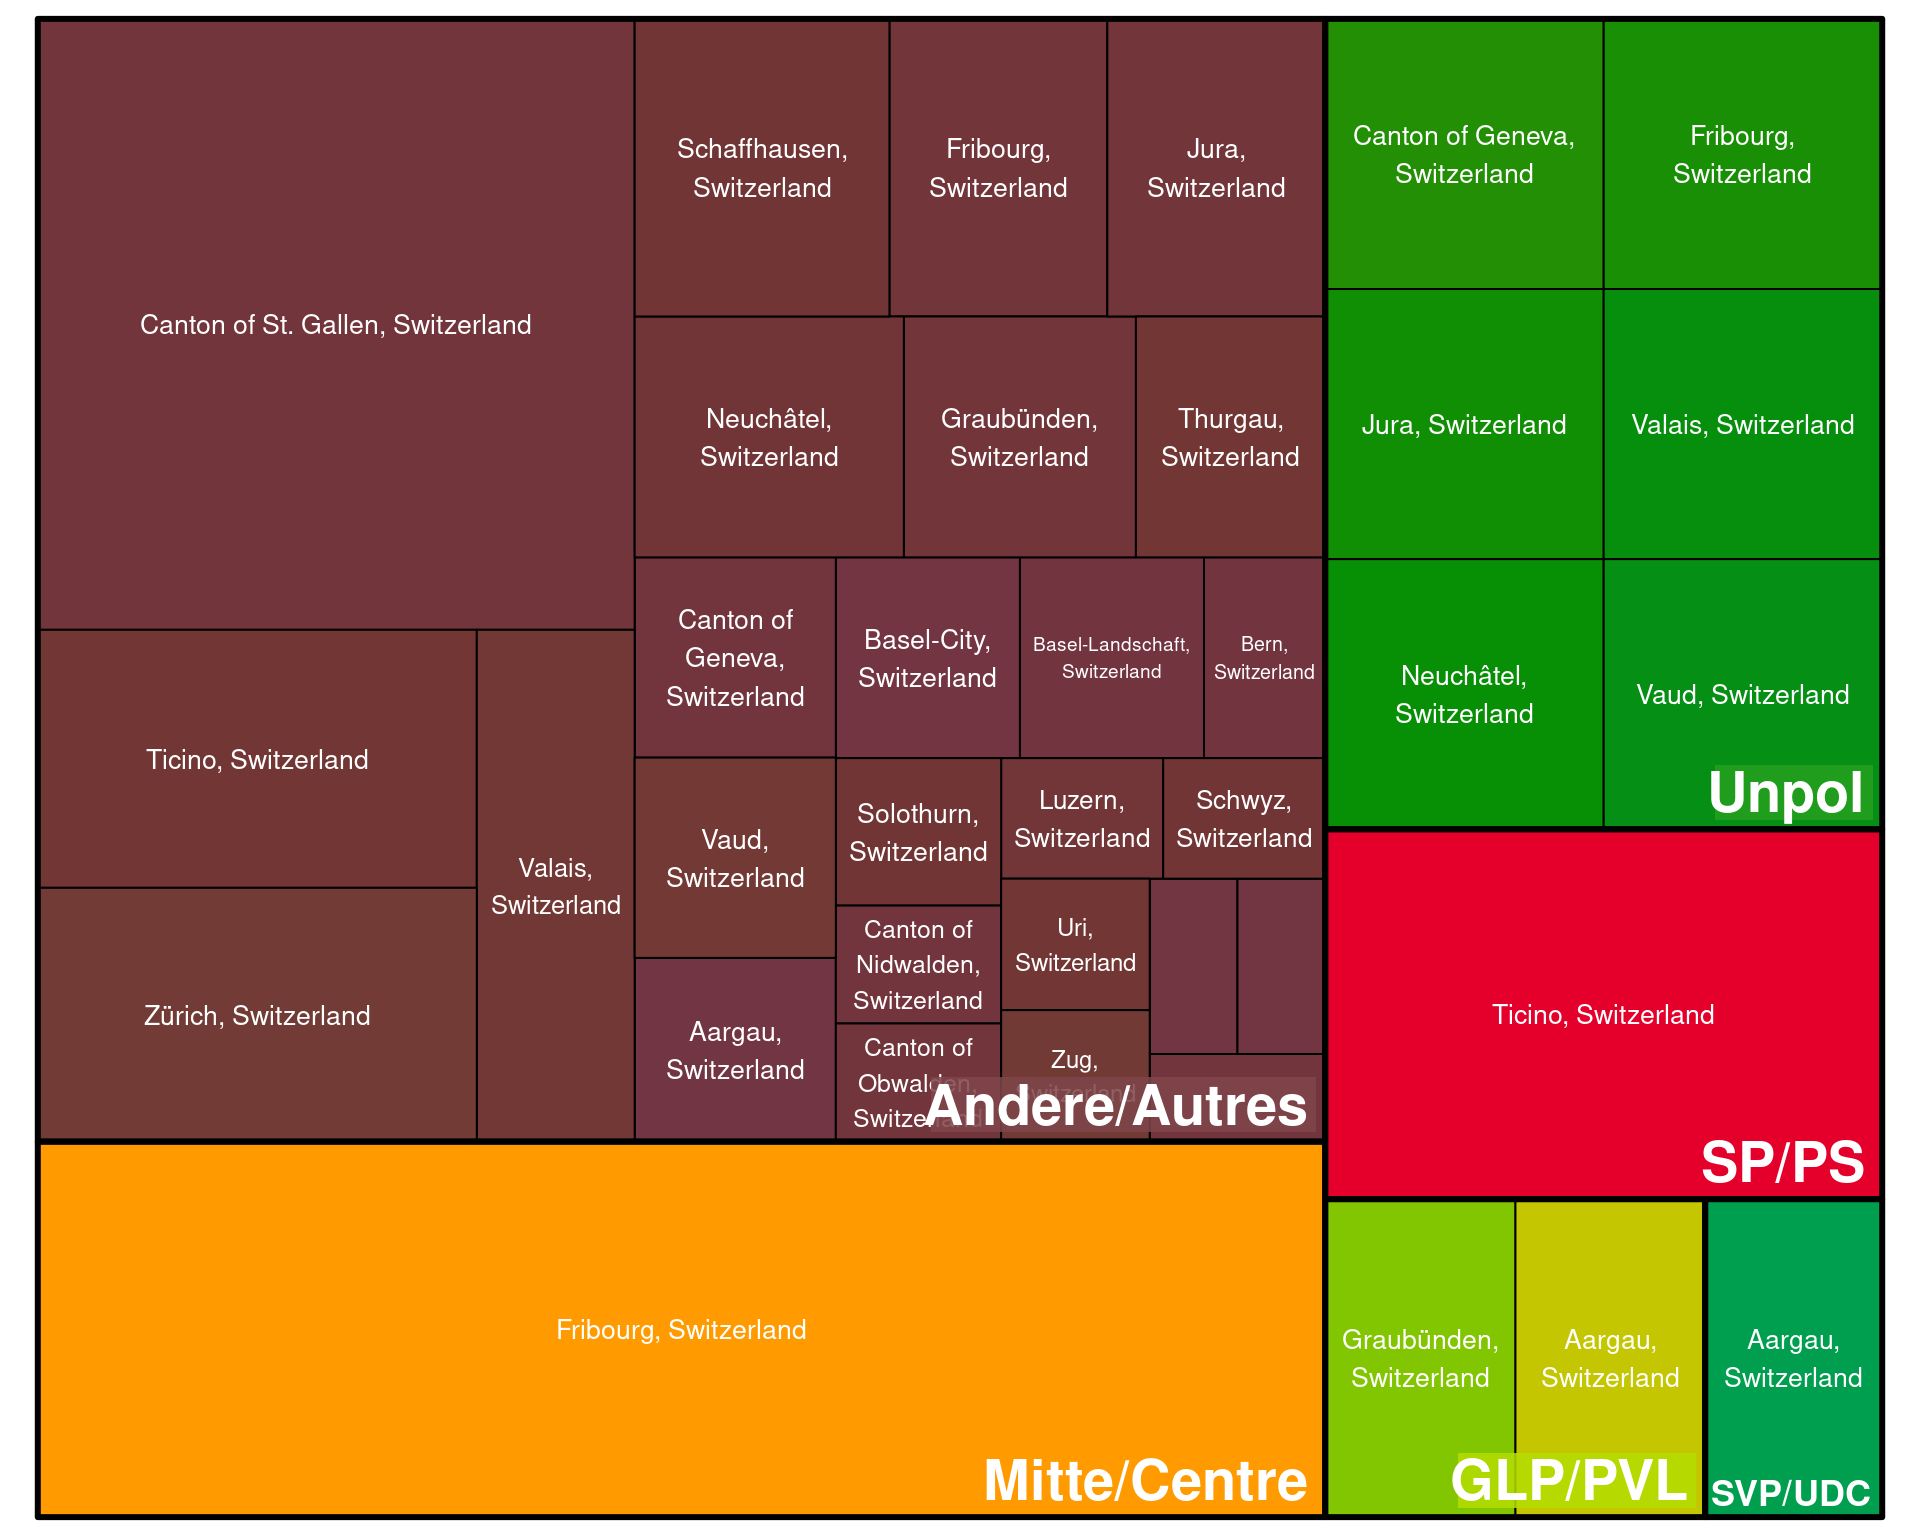 Canton of St. Gallen, Switzerland
Schaffhausen,
Switzerland
Fribourg,
Switzerland
Jura,
Switzerland
Neuchâtel,
Switzerland
Graubünden,
Switzerland
Thurgau,
Switzerland
Canton of
Geneva,
Switzerland
Basel-City,
Switzerland
Basel-Landschaft,
Switzerland
Bern,
Switzerland
Ticino, Switzerland
Zürich, Switzerland
Valais,
Switzerland
Vaud,
Switzerland
Aargau,
Switzerland
Solothurn,
Switzerland
Luzern,
Switzerland
Schwyz,
Switzerland
Canton of
Nidwalden,
Switzerland
Uri,
Switzerland
Canton of
Obwalden,
Switzerland
Zug,
Switzerland
Andere/Autres
Fribourg, Switzerland
Mitte/Centre
Canton of Geneva,
Switzerland
Fribourg,
Switzerland
Jura, Switzerland
Valais, Switzerland
Neuchâtel,
Switzerland
Vaud, Switzerland
Unpol
Ticino, Switzerland
SP/PS
Graubünden,
Switzerland
Aargau,
Switzerland
GLP/PVL
Aargau,
Switzerland
SVP/UDC